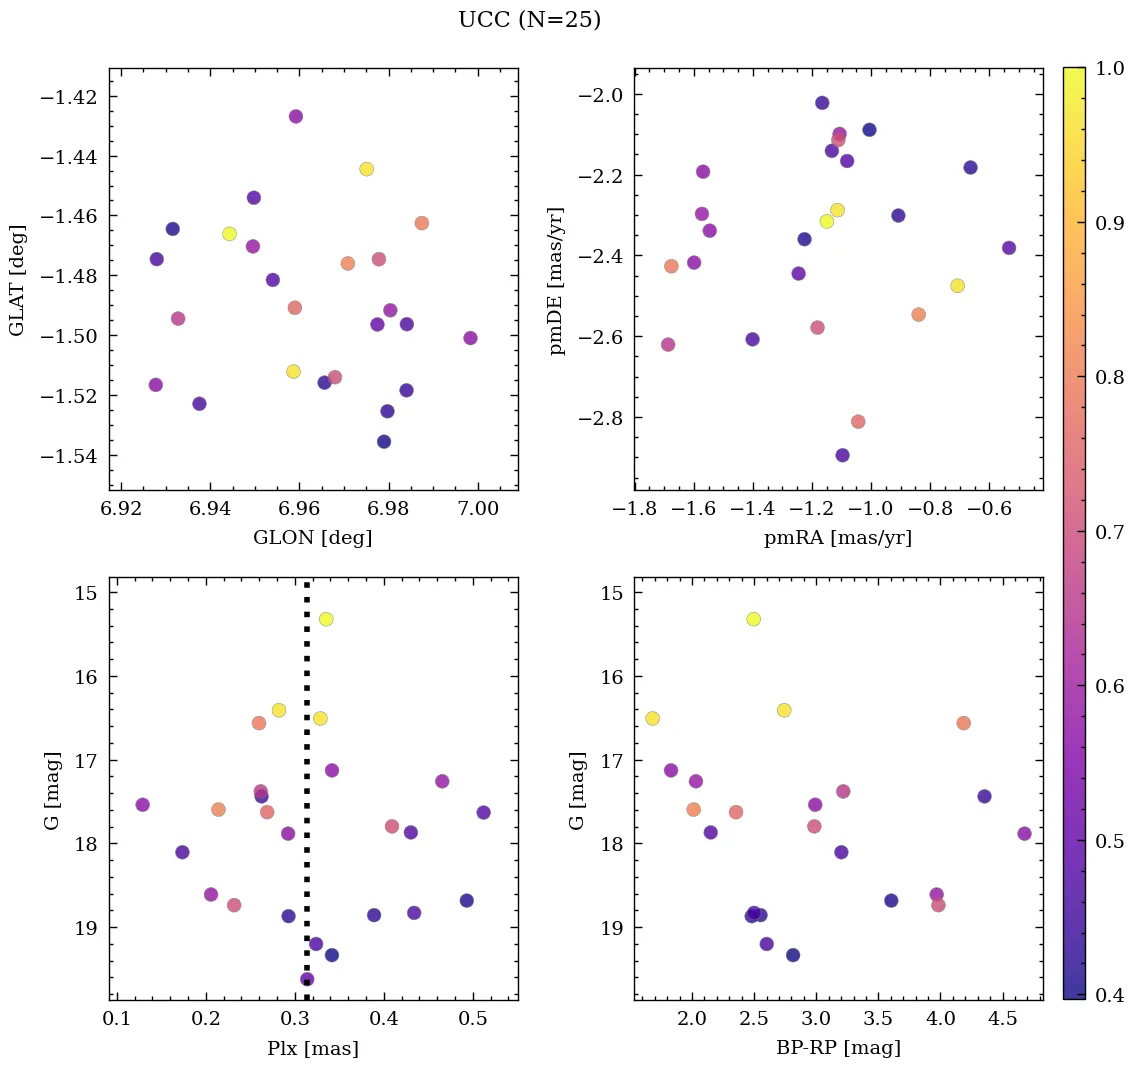 UCC (N=25)
−1.42
−1.44
−1.46
−1.48
−1.50
−1.52
−1.54
GLAT [deg]
6.92 6.94 6.96 6.98 7.00
GLON [deg]
−2.0
−2.2
−2.4
−2.6
−2.8
pmDE [mas/yr]
−1.8 −1.6 −1.4 −1.2 −1.0 −0.8 −0.6
pmRA [mas/yr]
15
16
17
18
19
G [mag]
0.1 0.2 0.3 0.4 0.5
Plx [mas]
15
16
17
18
19
G [mag]
2.0 2.5 3.0 3.5 4.0 4.5
BP-RP [mag]
1.0
0.9
0.8
0.7
0.6
0.5
0.4